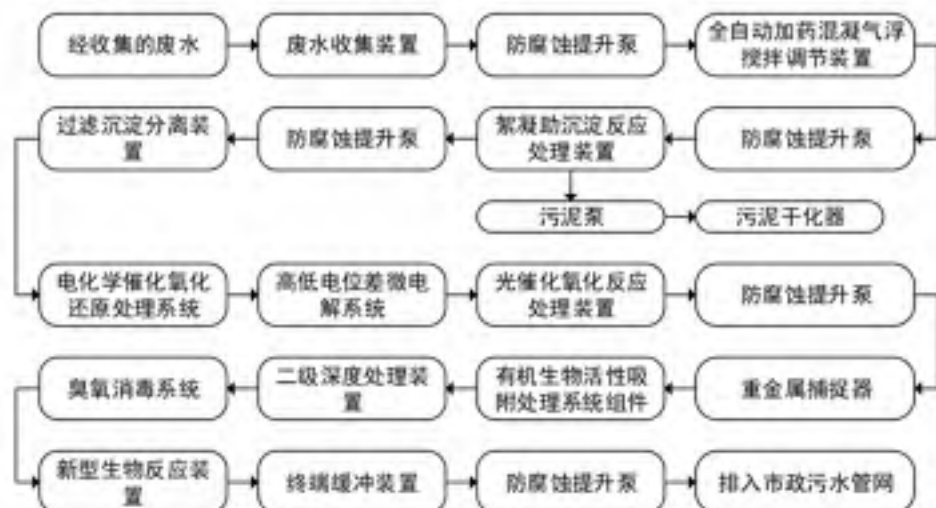 经收集的废水
废水收集装置
防腐蚀提升泵
全自动加药混凝气浮
搅拌调节装置
防腐蚀提升泵
絮凝助沉淀反应
处理装置
防腐蚀提升泵
过滤沉淀分离装
置
污泥泵
污泥干化器
电化学催化氧化
还原处理系统
高低电位差微电
解系统
光催化氧化反应
处理装置
防腐蚀提升泵
重金属捕捉器
有机生物活性吸
附处理系统组件
二级深度处理装
置
臭氧消毒系统
新型生物反应装
置
终端缓冲装置
防腐蚀提升泵
排入市政污水管网